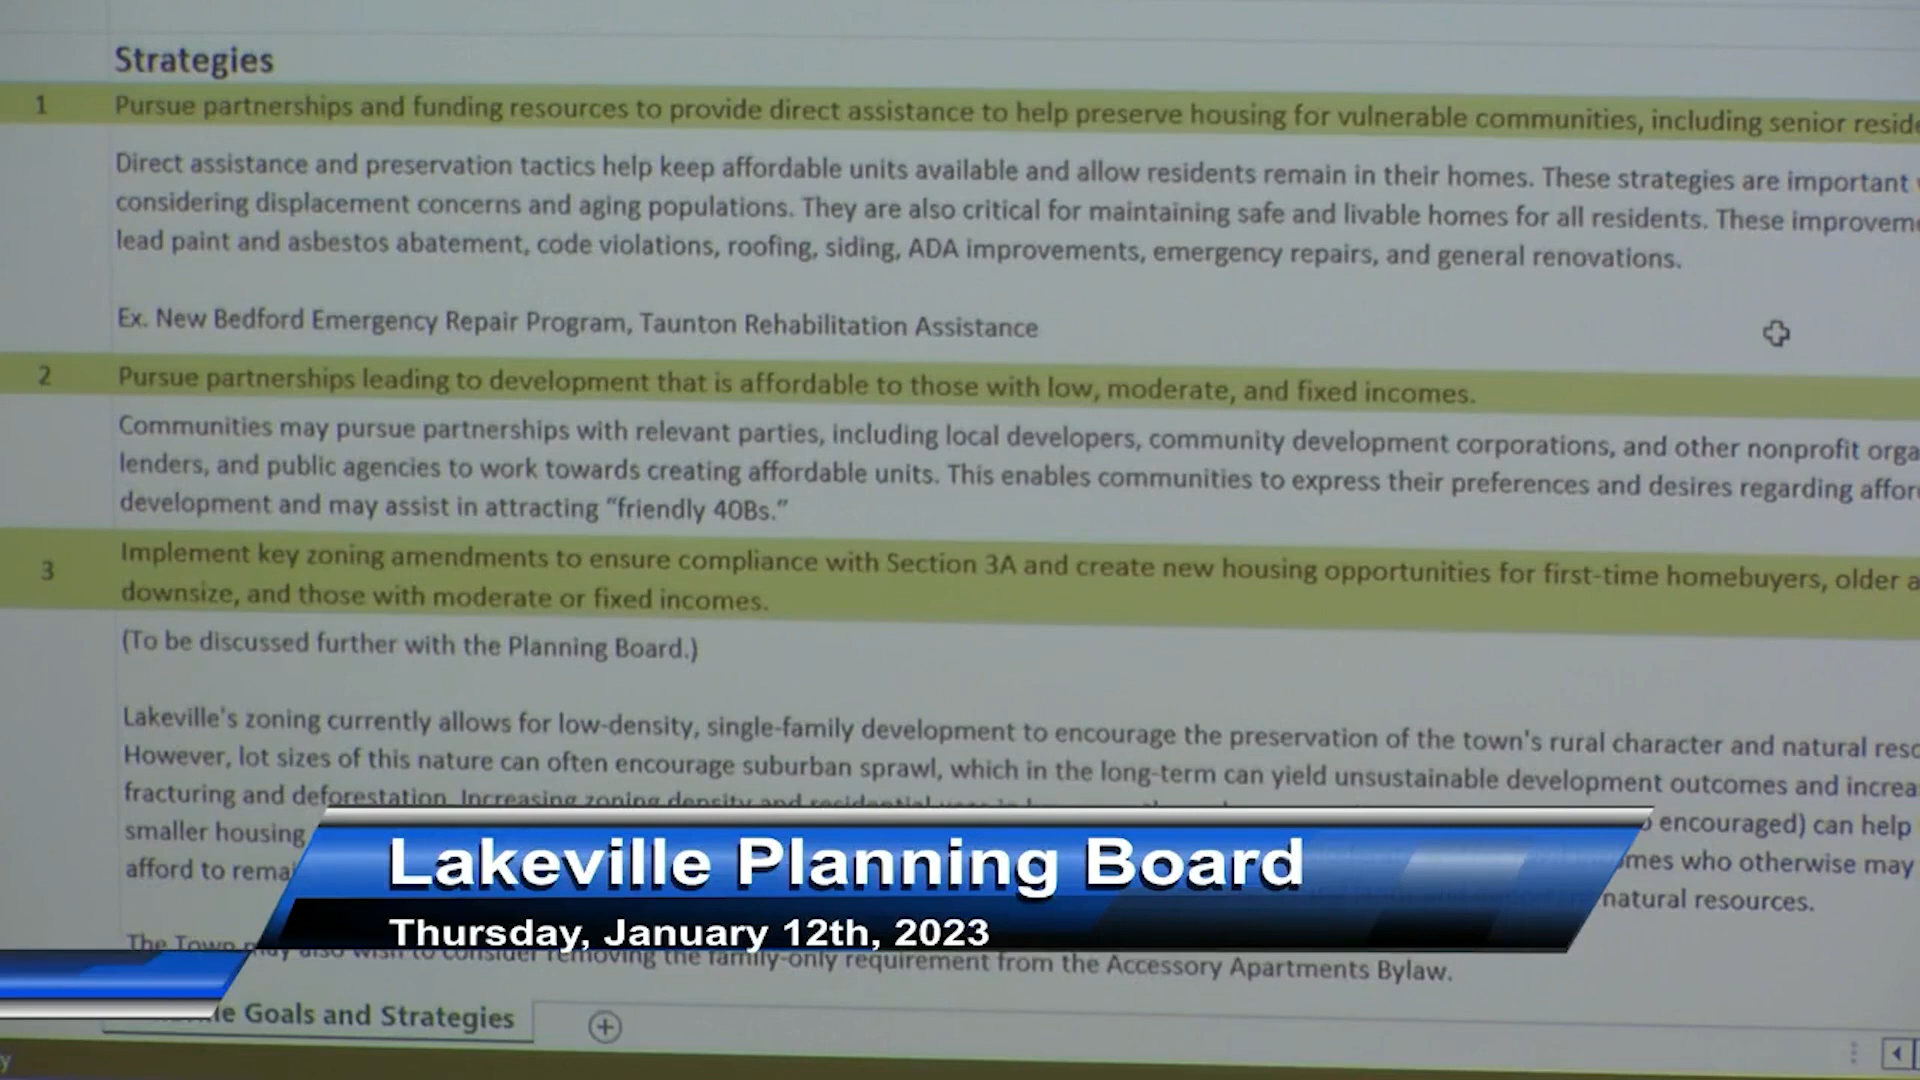 Strategies
1 Pursue partnerships and funding resources to provide direct assistance to help preserve housing for vulnerable communities, including senior
Direct assistance and preservation tactics help keep affordable units available and allow residents remain in their homes. These strategies are important
considering displacement concerns and aging populations. They are also critical for maintaining safe and livable homes for all residents. These
lead paint and asbestos abatement, code violations, roofing, siding, ADA improvements, emergency repairs, and general renovations.
Ex. New Bedford Emergency Repair Program, Taunton Rehabilitation Assistance
2 Pursue partnerships leading to development that is affordable to those with low, moderate, and fixed incomes.
Communities may pursue partnerships with relevant parties, including local developers, community development corporations, and other nonprofit
lenders, and public agencies to work towards creating affordable units. This enables communities to express their preferences and desires regarding
development and may assist in attracting “friendly 40Bs.”
3 Implement key zoning amendments to ensure compliance with Section 3A and create new housing opportunities for first-time homebuyers, older
downsize, and those with moderate or fixed incomes.
(To be discussed further with the Planning Board.)
Lakeville's zoning currently allows for low-density, single-family development to encourage the preservation of the town's rural character and natural
However, lot sizes of this nature can often encourage suburban sprawl, which in the long-term can yield unsustainable development outcomes and
fracturing and deforestation. Increasing zoning density and residential
smaller housing encouraged) can help
afford to who otherwise may
natural resources.
The Town may also wish to consider removing the family-only requirement from the Accessory Apartments Bylaw.
Lakeville Planning Board
Thursday, January 12th, 2023
Goals and Strategies